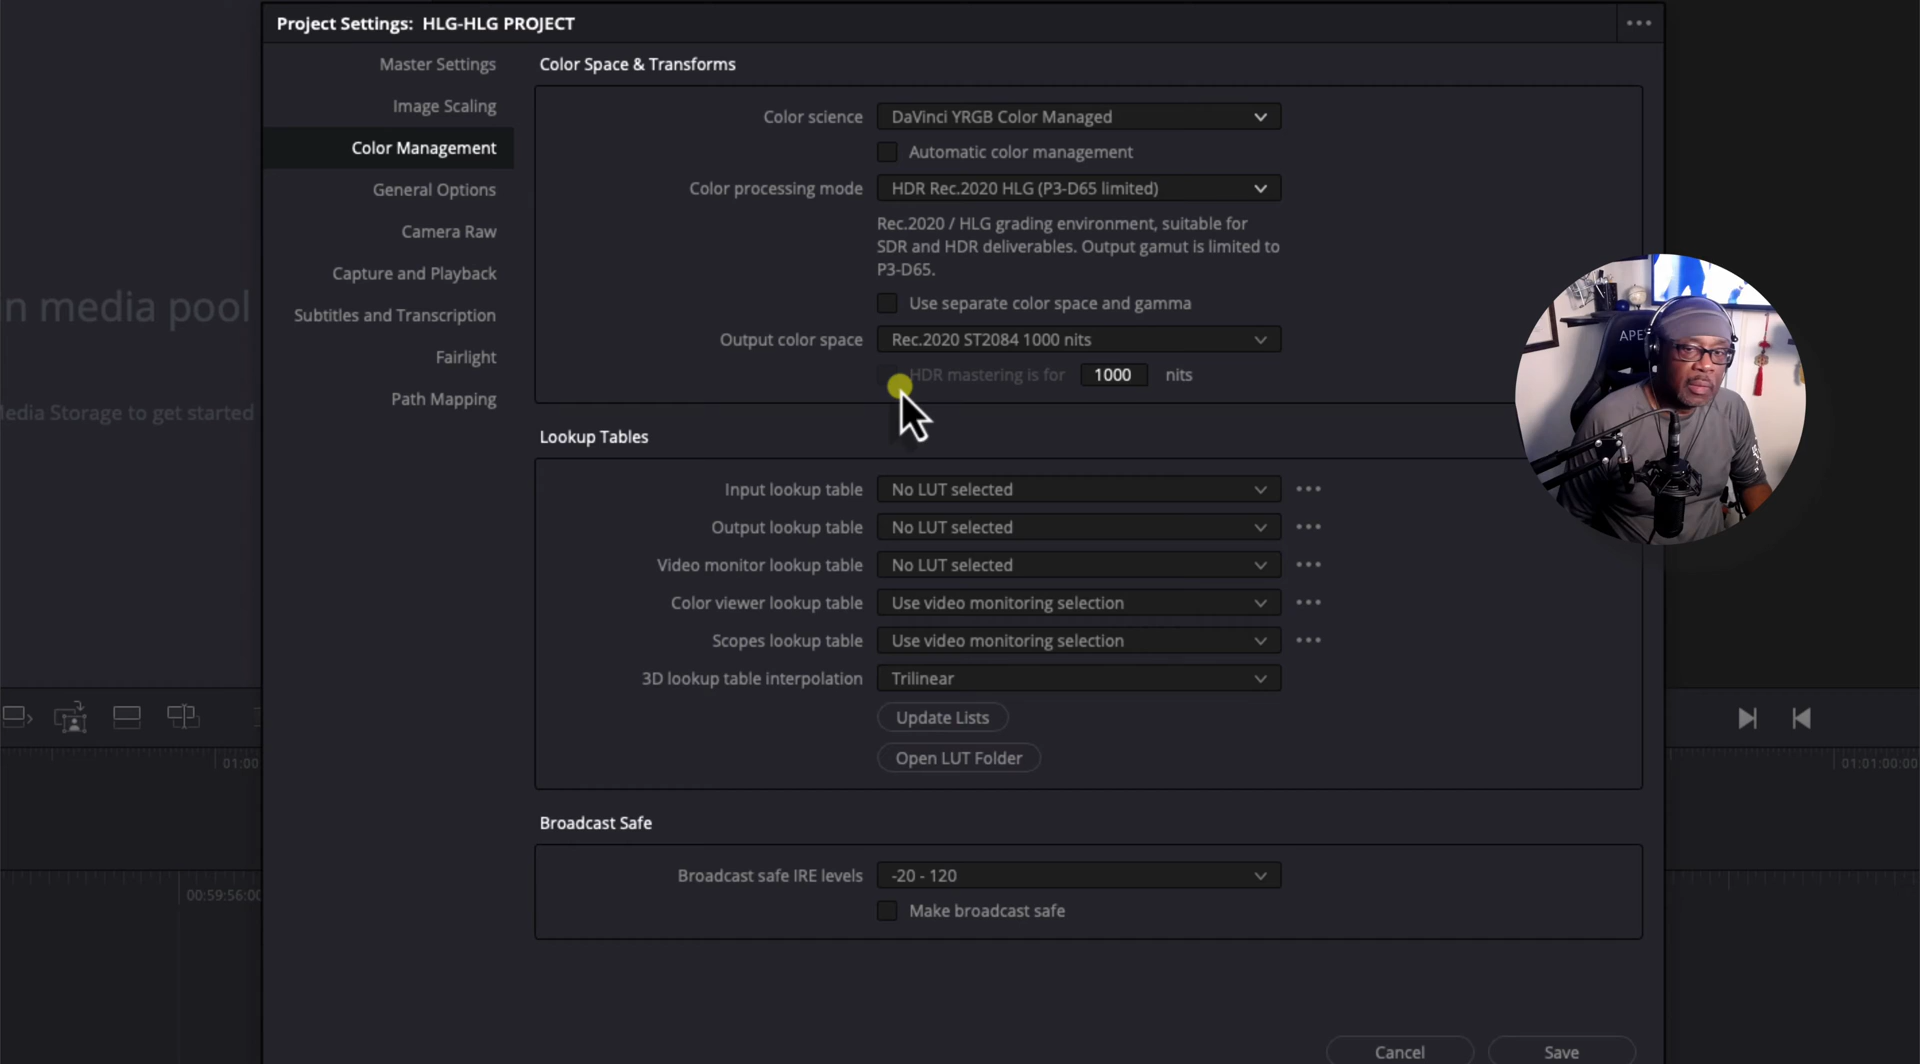 Project Settings: HLG-HLG PROJECT
Master Settings
Image Scaling
Color Management
General Options
Camera Raw
Capture and Playback
Subtitles and Transcription
Fairlight
Path Mapping
in media pool
Media Storage to get started
Color Space & Transforms
Color science DaVinci YRGB Color Managed
Automatic color management
Color processing mode HDR Rec.2020 HLG (P3-D65 limited)
Rec.2020 / HLG grading environment, suitable for
SDR and HDR deliverables. Output gamut is limited to
P3-D65.
Use separate color space and gamma
Output color space Rec.2020 ST2084 1000 nits
HDR mastering is for 1000 nits
Lookup Tables
Input lookup table No LUT selected
Output lookup table No LUT selected
Video monitor lookup table No LUT selected
Color viewer lookup table Use video monitoring selection
Scopes lookup table Use video monitoring selection
3D lookup table interpolation Trilinear
Update Lists
Open LUT Folder
Broadcast Safe
Broadcast safe IRE levels -20 - 120
Make broadcast safe
Cancel Save
01:00
01:01:00:00
00:59:56:00
APE